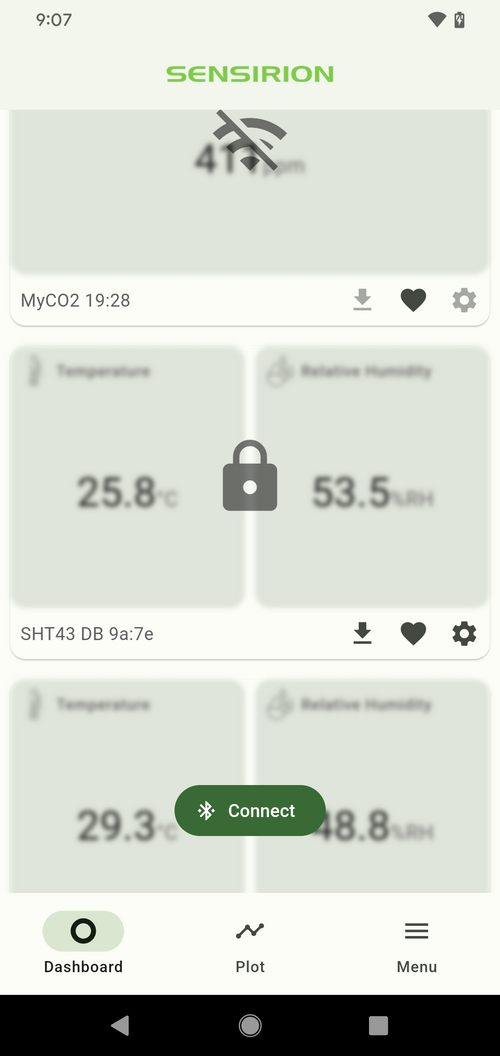 9:07
SENSIRION
ppm
MyCO2 19:28
Temperature
Relative Humidity
25.8 °C
53.5 %RH
SHT43 DB 9a:7e
Temperature
Relative Humidity
29.3 °C
48.8 %RH
Connect
Dashboard
Plot
Menu